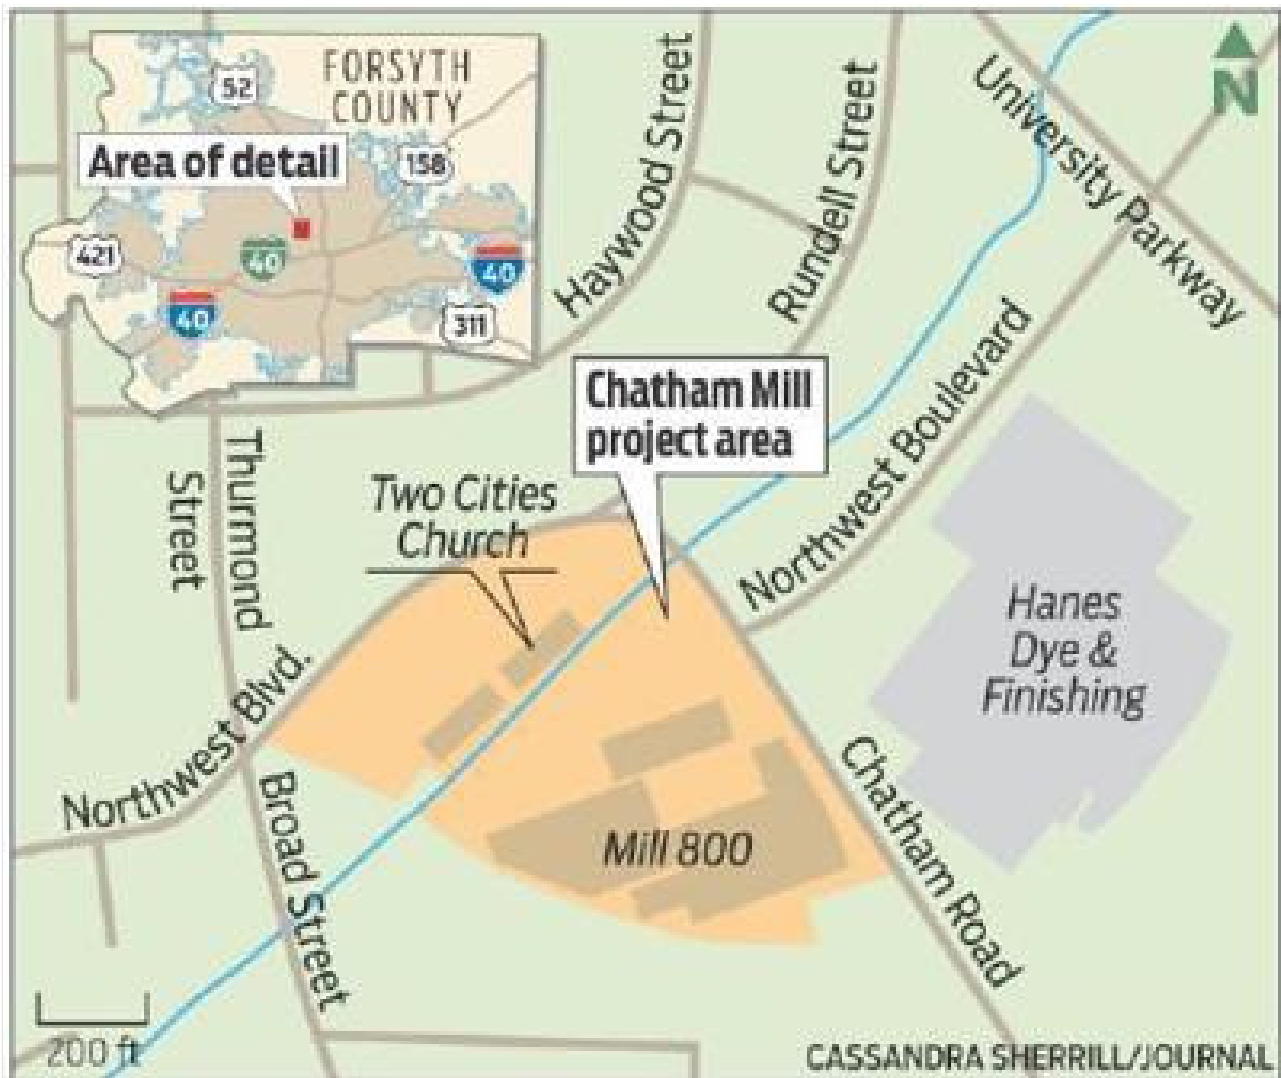 FORSYTH
COUNTY
52
Area of detail
158
421
40
40
40
311
Haywood Street
Rundell Street
University Parkway
N
Chatham Mill
project area
Northwest Boulevard
Thurmond
Street
Two Cities
Church
Hanes
Dye &
Finishing
Northwest Blvd.
Broad Street
Mill 800
Chatham Road
200 ft
CASSANDRA SHERRILL/JOURNAL